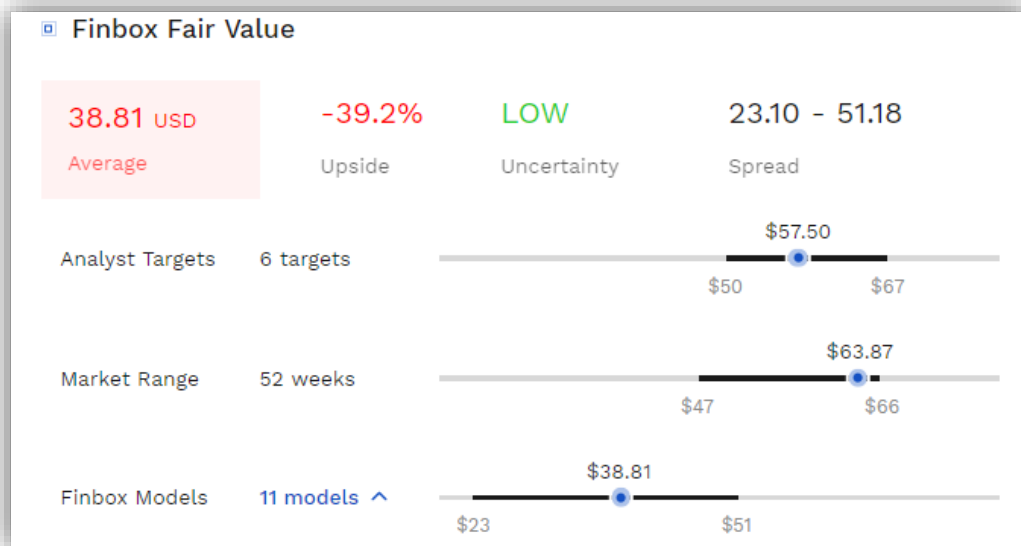 Finbox Fair Value
38.81 USD
Average
-39.2%
Upside
LOW
Uncertainty
23.10 - 51.18
Spread
Analyst Targets 6 targets
$57.50
$50 $67
Market Range 52 weeks
$63.87
$47 $66
Finbox Models 11 models
$38.81
$23 $51